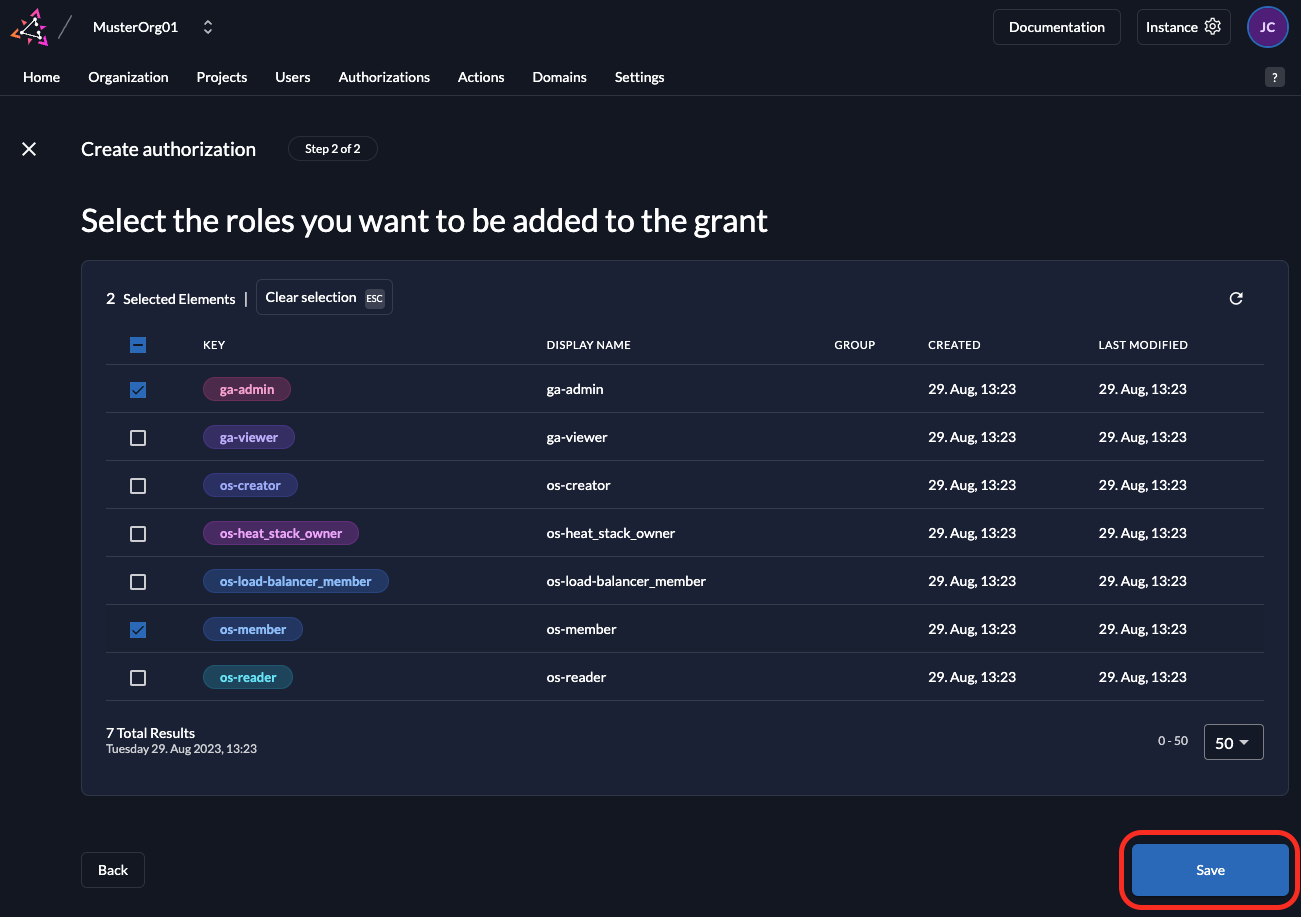 MusterOrg01
Documentation
Instance
JC
Home Organization Projects Users Authorizations Actions Domains Settings
?
Create authorization
Step 2 of 2
Select the roles you want to be added to the grant
2 Selected Elements | Clear selection ESC
KEY DISPLAY NAME GROUP CREATED LAST MODIFIED
ga-admin ga-admin 29. Aug, 13:23 29. Aug, 13:23
ga-viewer ga-viewer 29. Aug, 13:23 29. Aug, 13:23
os-creator os-creator 29. Aug, 13:23 29. Aug, 13:23
os-heat_stack_owner os-heat_stack_owner 29. Aug, 13:23 29. Aug, 13:23
os-load-balancer_member os-load-balancer_member 29. Aug, 13:23 29. Aug, 13:23
os-member os-member 29. Aug, 13:23 29. Aug, 13:23
os-reader os-reader 29. Aug, 13:23 29. Aug, 13:23
7 Total Results
Tuesday 29. Aug 2023, 13:23
0 - 50
50
Back
Save